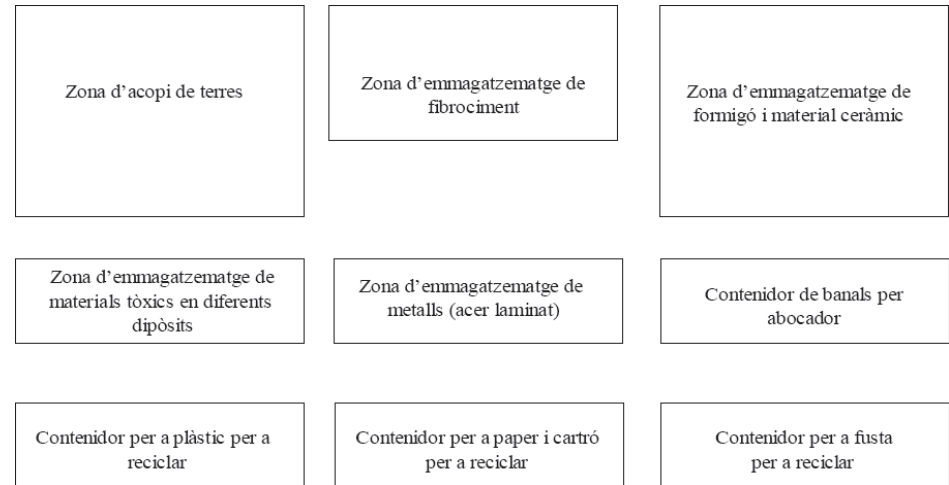 Zona d’acopi de terres
Zona d’emmagatzematge de
fibrociment
Zona d’emmagatzematge de
formigó i material ceràmic
Zona d’emmagatzematge de
materials tòxics en diferents
dipòsits
Zona d’emmagatzematge de
metalls (acer laminat)
Contenidor de banals per
abocador
Contenidor per a plàstic per a
reciclar
Contenidor per a paper i cartró
per a reciclar
Contenidor per a fusta
per a reciclar